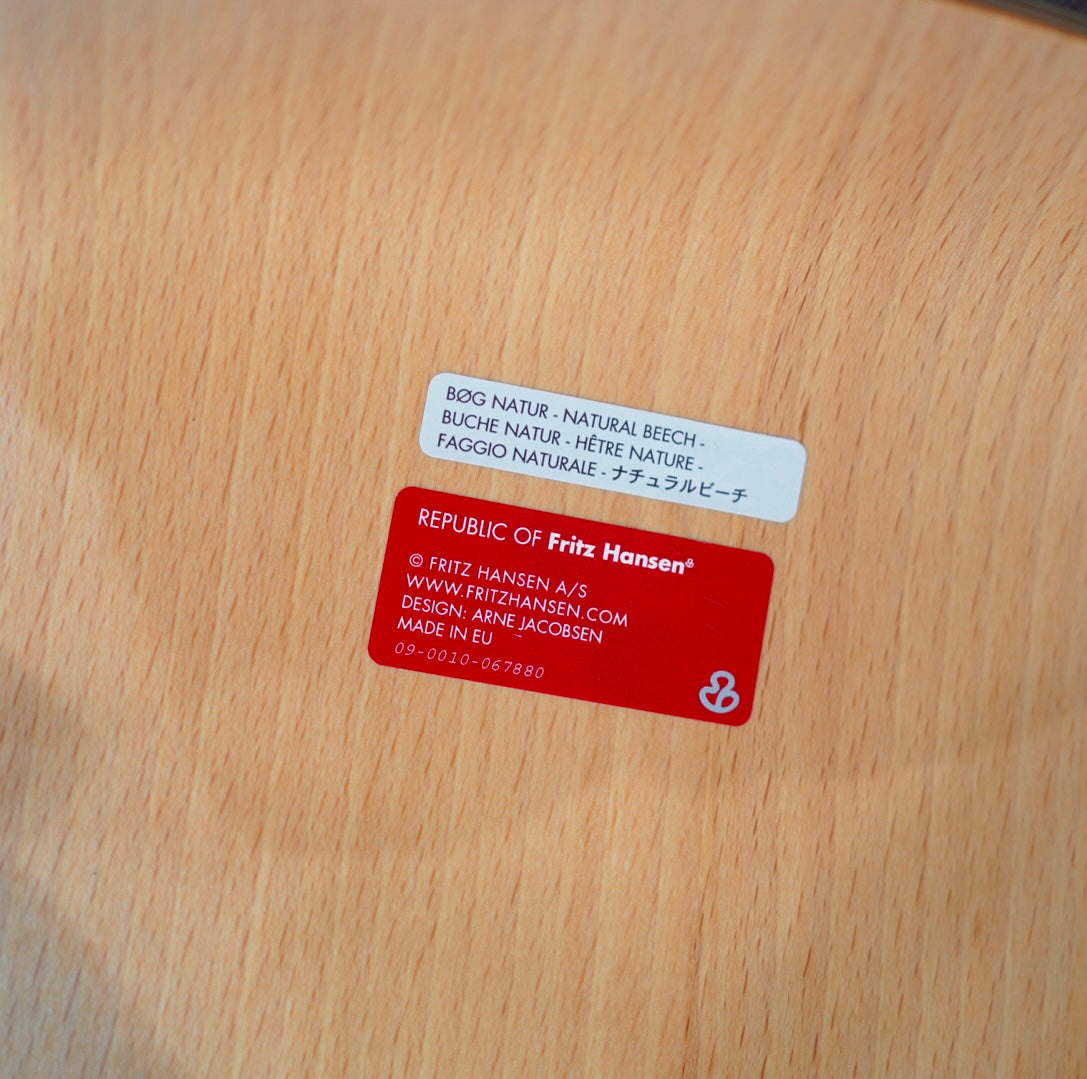 BØG NATUR - NATURAL BEECH -
BUCHE NATUR - HÊTRE NATURE -
FAGGIO NATURALE - ナチュラルビーチ
REPUBLIC OF Fritz Hansen
© FRITZ HANSEN A/S
WWW.FRITZHANSEN.COM
DESIGN: ARNE JACOBSEN
MADE IN EU
09-0010-067880